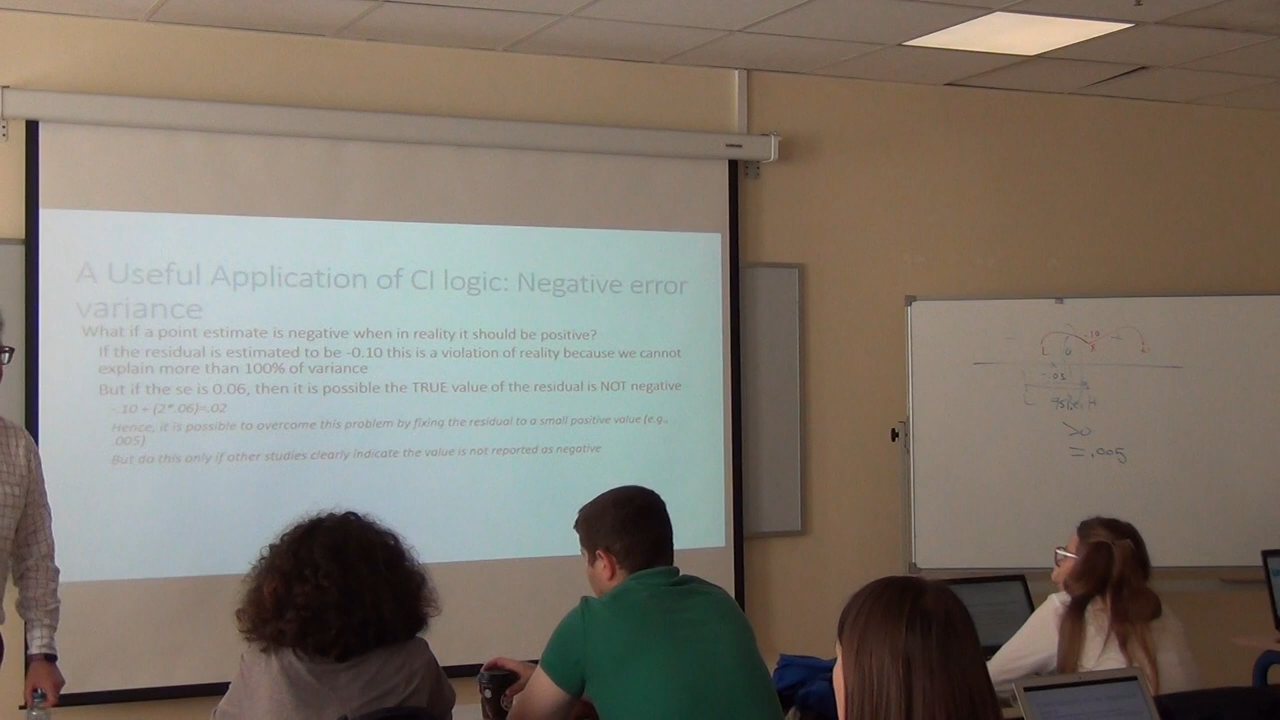 A Useful Application of CI logic: Negative error
variance
What if a point estimate is negative when in reality it should be positive?
If the residual is estimated to be -0.10 this is a violation of reality because we cannot
explain more than 100% of variance
But if the se is 0.06, then it is possible the TRUE value of the residual is NOT negative
-.10 + (2*.06)=.02
Hence, it is possible to overcome this problem by fixing the residual to a small positive value (e.g.,
.005)
But do this only if other studies clearly indicate the value is not reported as negative
-.10
0
-.03
>0
=.005